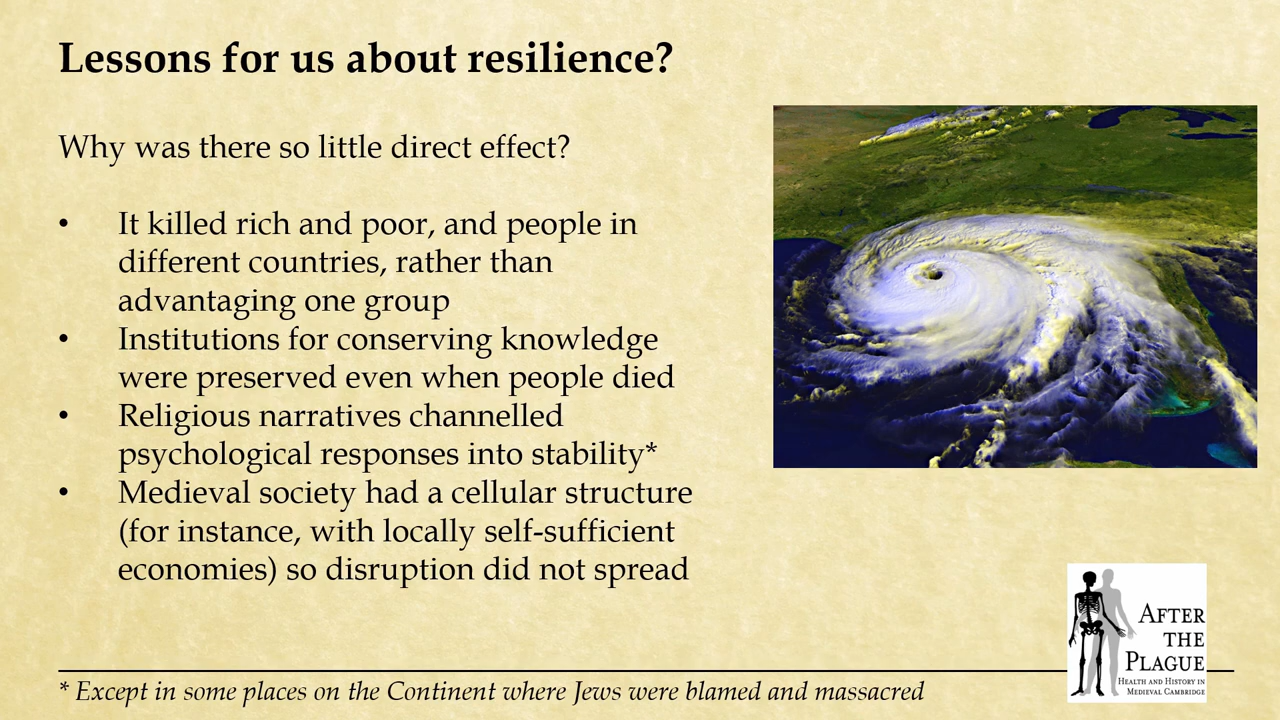 Lessons for us about resilience?
Why was there so little direct effect?
• It killed rich and poor, and people in
different countries, rather than
advantaging one group
• Institutions for conserving knowledge
were preserved even when people died
• Religious narratives channelled
psychological responses into stability*
• Medieval society had a cellular structure
(for instance, with locally self-sufficient
economies) so disruption did not spread
* Except in some places on the Continent where Jews were blamed and massacred
AFTER
THE
PLAGUE
HEALTH AND HISTORY IN
MEDIEVAL CAMBRIDGE